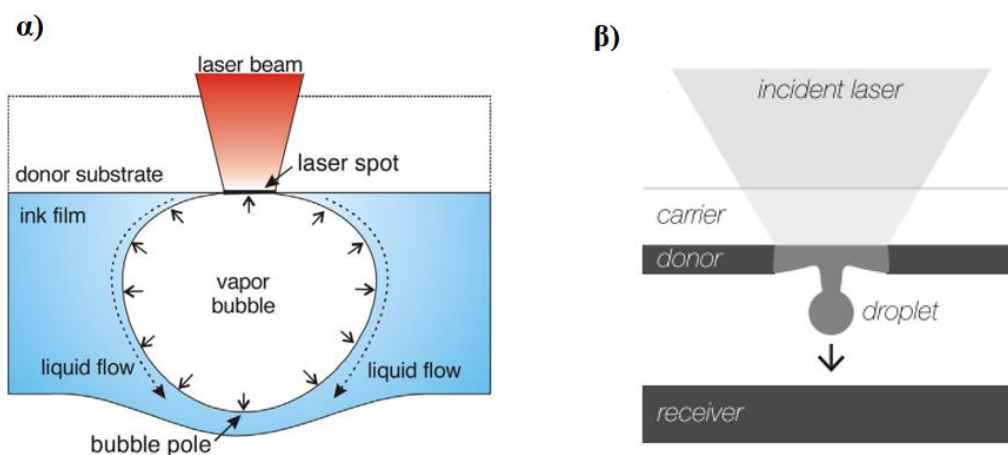 α)
laser beam
laser spot
donor substrate
ink film
vapor
bubble
liquid flow
liquid flow
bubble pole
β)
incident laser
carrier
donor
droplet
receiver